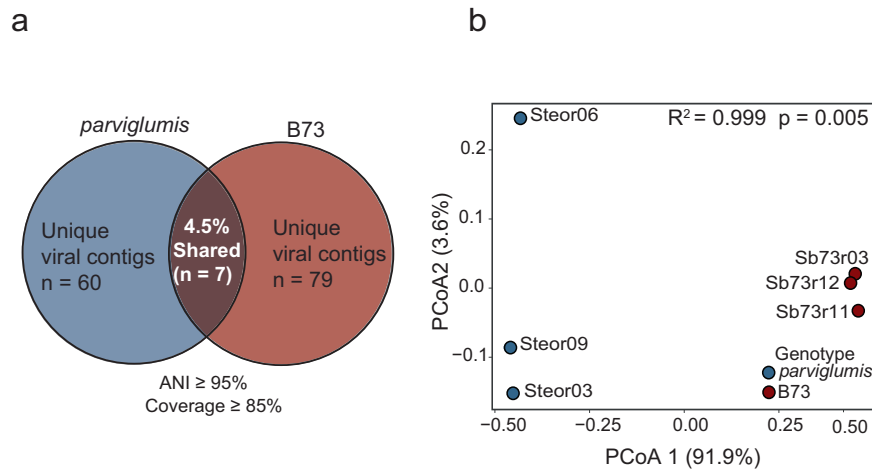 a
parviglumis
B73
Unique
viral contigs
n = 60
4.5%
Shared
(n = 7)
Unique
viral contigs
n = 79
ANI ≥ 95%
Coverage ≥ 85%
b
PCoA2 (3.6%)
0.2
0.1
0.0
−0.1
Steor06
R² = 0.999 p = 0.005
Sb73r03
Sb73r12
Sb73r11
Steor09
Steor03
Genotype
parviglumis
B73
−0.50
−0.25
0.00
0.25
0.50
PCoA 1 (91.9%)